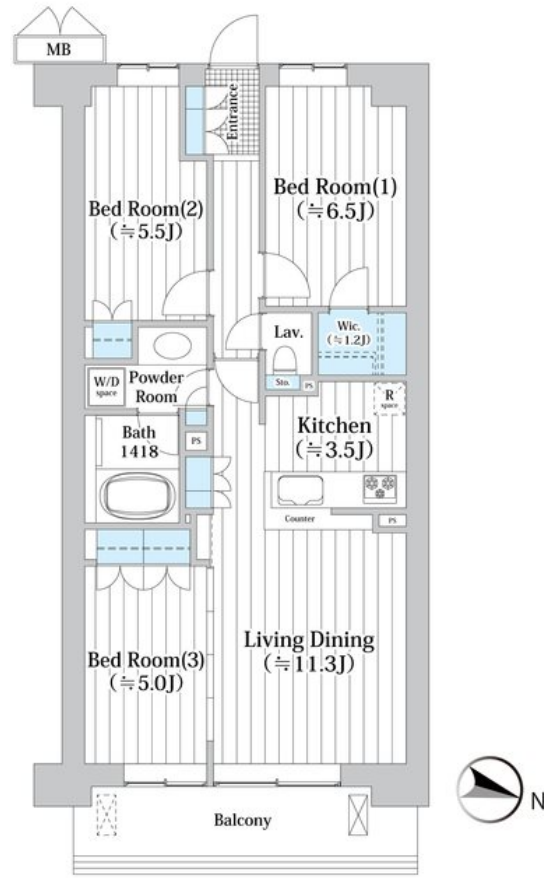 MB
Entrance
Bed Room(2)
(≒5.5J)
Bed Room(1)
(≒6.5J)
Lav.
Wic.
(≒1.2J)
W/D
space
Powder
Room
Sto.
PS
R
space
Kitchen
(≒3.5J)
Bath
1418
PS
Counter
PS
Living Dining
(≒11.3J)
Bed Room(3)
(≒5.0J)
N
Balcony